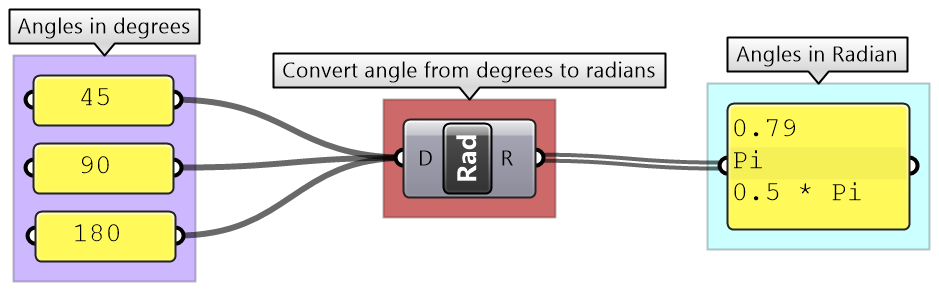 Angles in degrees
45
90
180
Convert angle from degrees to radians
D
Rad
R
Angles in Radian
0.79
Pi
0.5 * Pi